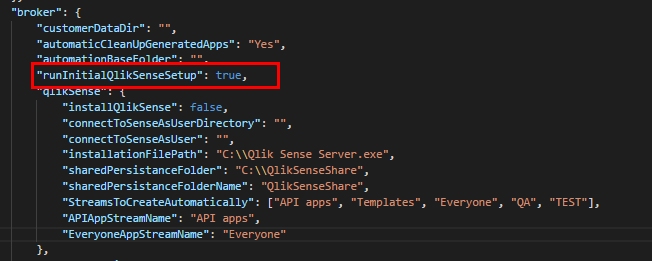 "broker": {
"customerDataDir": "",
"automaticCleanUpGeneratedApps": "Yes",
"automationBaseFolder": "",
"runInitialQlikSenseSetup": true,
"qlikSense": {
"installQlikSense": false,
"connectToSenseAsUserDirectory": "",
"connectToSenseAsUser": "",
"installationFilePath": "C:\\Qlik Sense Server.exe",
"sharedPersistanceFolder": "C:\\QlikSenseShare",
"sharedPersistanceFolderName": "QlikSenseShare",
"StreamsToCreateAutomatically": ["API apps", "Templates", "Everyone", "QA", "TEST"],
"APIAppStreamName": "API apps",
"EveryoneAppStreamName": "Everyone"
},